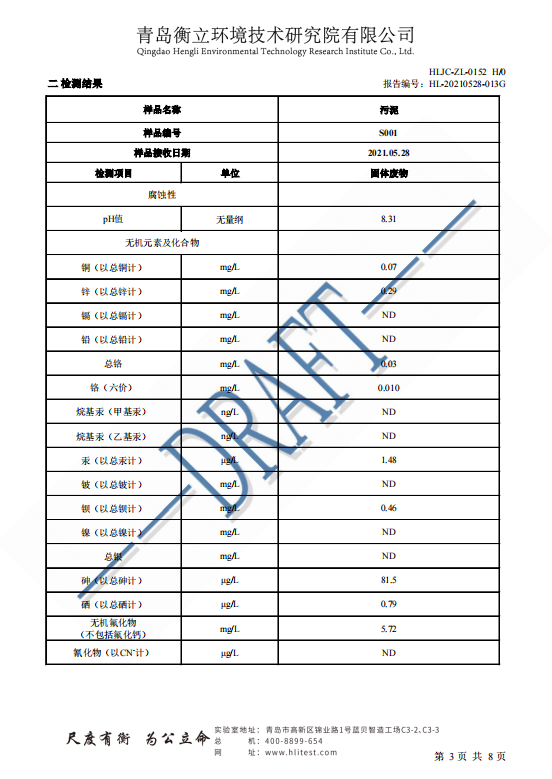 青岛衡立环境技术研究院有限公司
Qingdao Hengli Environmental Technology Research Institute Co., Ltd.
HLJC-ZL-0152 H/0
二 检测结果 报告编号：HL-20210528-013G
样品名称 污泥
样品编号 S001
样品接收日期 2021.05.28
检测项目 单位 固体废物
腐蚀性
pH值 无量纲 8.31
无机元素及化合物
铜（以总铜计） mg/L 0.07
锌（以总锌计） mg/L 0.29
镉（以总镉计） mg/L ND
铅（以总铅计） mg/L ND
总铬 mg/L 0.03
铬（六价） mg/L 0.010
烷基汞（甲基汞） ng/L ND
烷基汞（乙基汞） ng/L ND
汞（以总汞计） μg/L 1.48
铍（以总铍计） mg/L ND
钡（以总钡计） mg/L 0.46
镍（以总镍计） mg/L ND
总银 mg/L ND
砷（以总砷计） μg/L 81.5
硒（以总硒计） μg/L 0.79
无机氟化物
（不包括氟化钙） mg/L 5.72
氰化物（以CN-计） μg/L ND
DRAFT
尺度有衡 为公立命
实验室地址：青岛市高新区锦业路1号蓝贝智造工场C3-2、C3-3
总 机：400-8899-654
网 址：www.hlitest.com
第 3 页 共 8 页